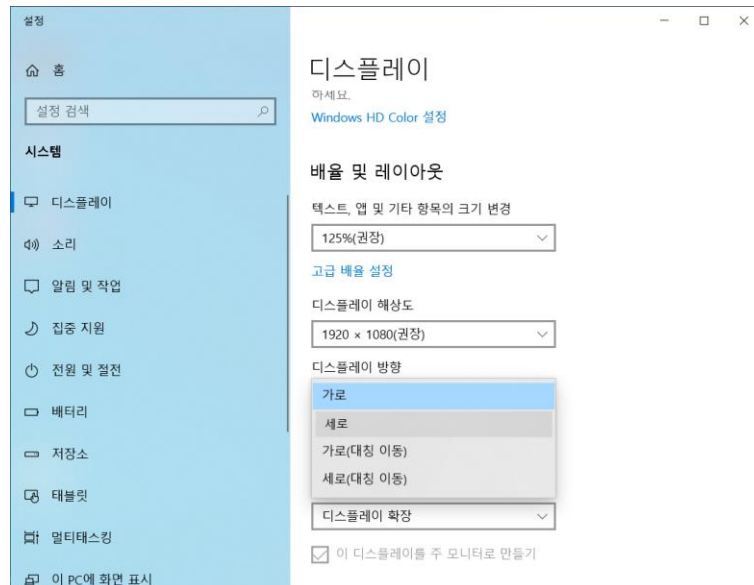 설정
홈
설정 검색
시스템
디스플레이
소리
알림 및 작업
집중 지원
전원 및 절전
배터리
저장소
태블릿
멀티태스킹
이 PC에 화면 표시
디스플레이
하세요.
Windows HD Color 설정
배율 및 레이아웃
텍스트, 앱 및 기타 항목의 크기 변경
125%(권장)
고급 배율 설정
디스플레이 해상도
1920 × 1080(권장)
디스플레이 방향
가로
세로
가로(대칭 이동)
세로(대칭 이동)
디스플레이 확장
이 디스플레이를 주 모니터로 만들기